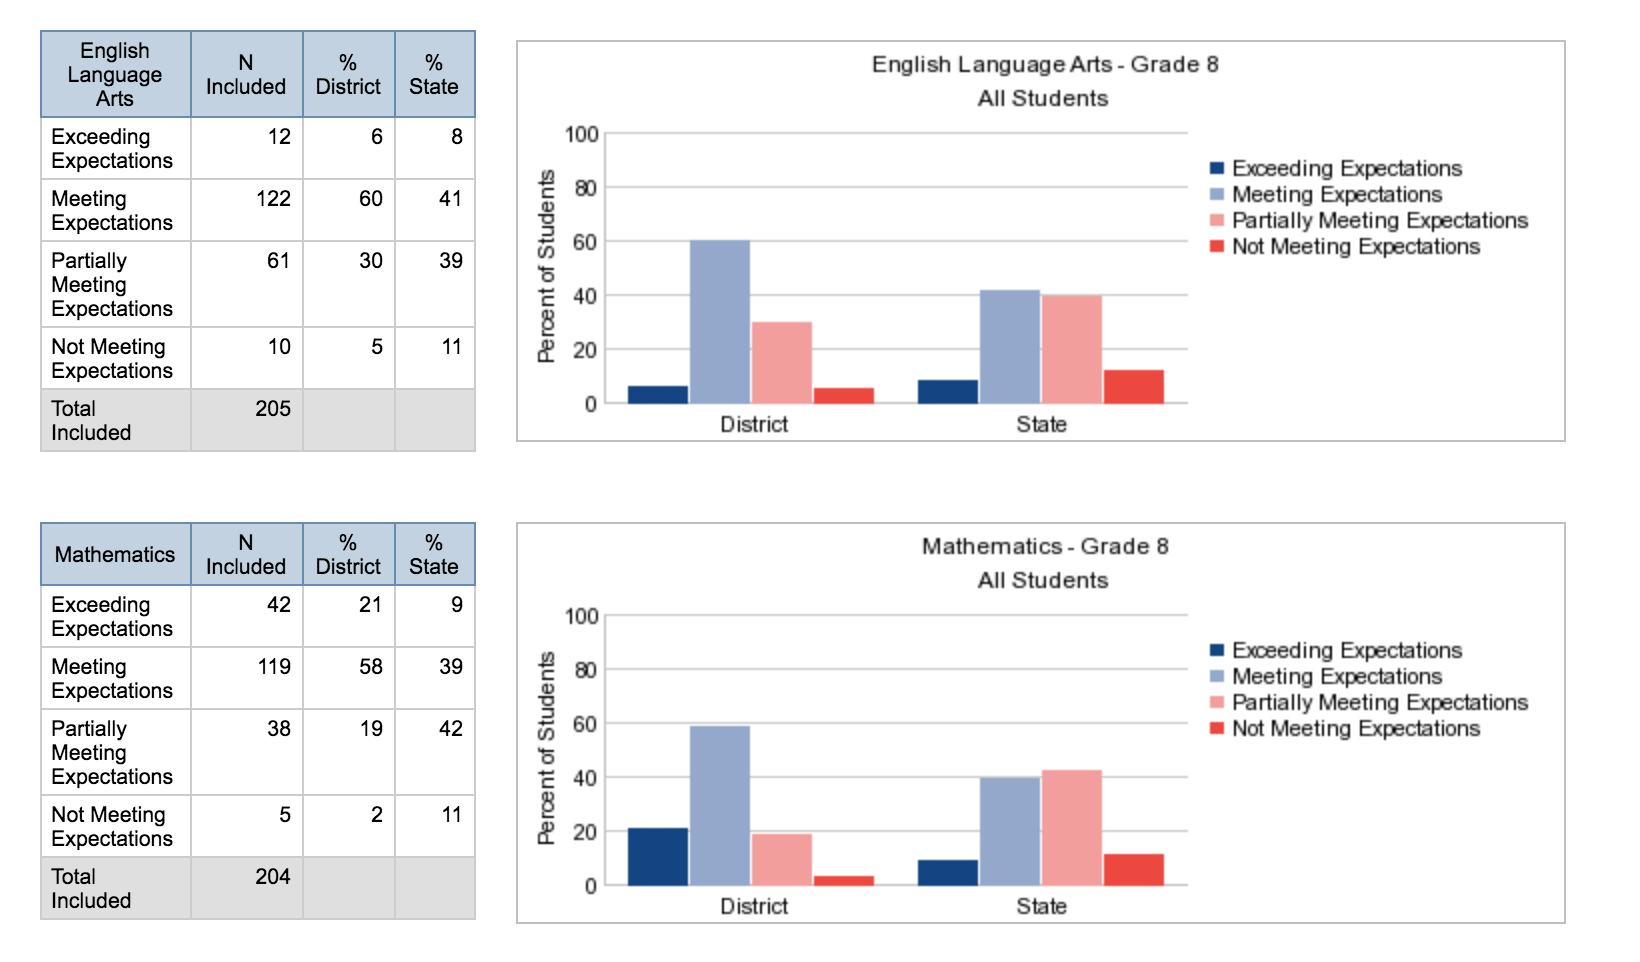 English
Language
Arts
N
Included
%
District
%
State
Exceeding
Expectations
12
6
8
Meeting
Expectations
122
60
41
Partially
Meeting
Expectations
61
30
39
Not Meeting
Expectations
10
5
11
Total
Included
205
English Language Arts - Grade 8
All Students
Percent of Students
100
80
60
40
20
0
District
State
Exceeding Expectations
Meeting Expectations
Partially Meeting Expectations
Not Meeting Expectations
Mathematics
N
Included
%
District
%
State
Exceeding
Expectations
42
21
9
Meeting
Expectations
119
58
39
Partially
Meeting
Expectations
38
19
42
Not Meeting
Expectations
5
2
11
Total
Included
204
Mathematics - Grade 8
All Students
Percent of Students
100
80
60
40
20
0
District
State
Exceeding Expectations
Meeting Expectations
Partially Meeting Expectations
Not Meeting Expectations